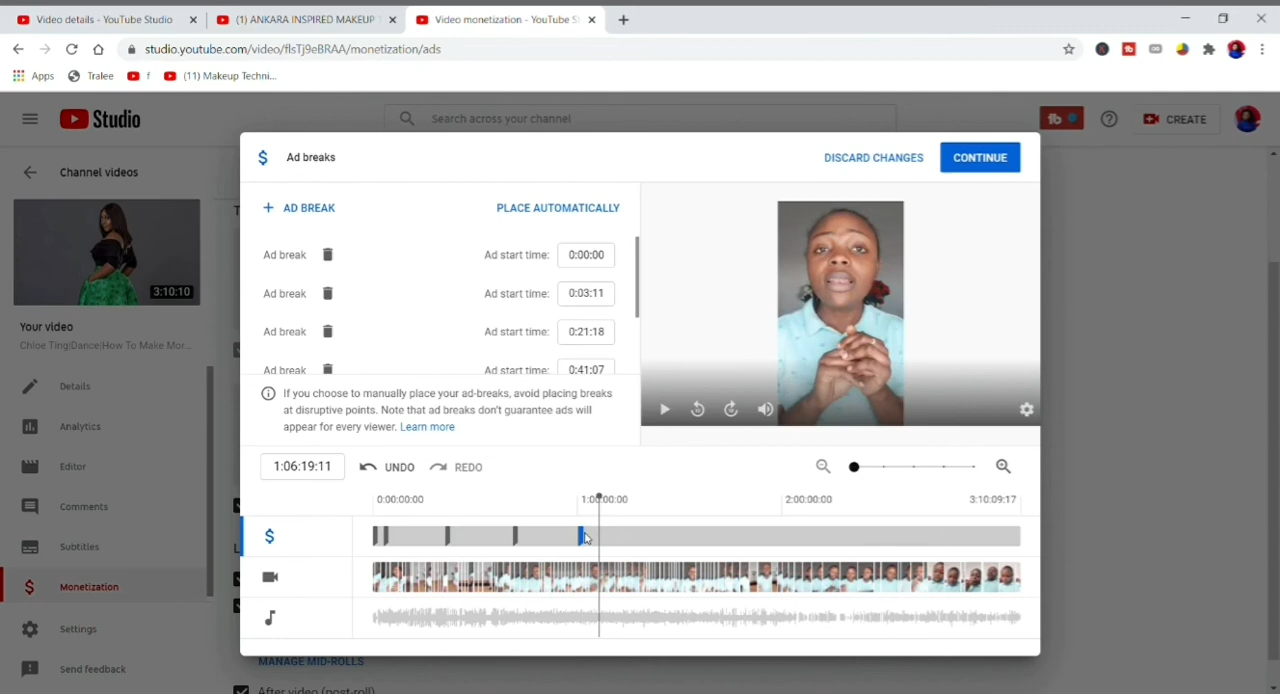 Video details - YouTube Studio
(1) ANKARA INSPIRED MAKEUP
Video monetization - YouTube S
studio.youtube.com/video/flsTj9eBRAA/monetization/ads
Apps
Tralee
f
(11) Makeup Techni...
Studio
Search across your channel
CREATE
Channel videos
3:10:10
Your video
Chloe Ting|Dance|How To Make Mor...
Details
Analytics
Editor
Comments
Subtitles
Monetization
Settings
Send feedback
Ad breaks
DISCARD CHANGES
CONTINUE
+ AD BREAK
PLACE AUTOMATICALLY
Ad break Ad start time: 0:00:00
Ad break Ad start time: 0:03:11
Ad break Ad start time: 0:21:18
Ad break Ad start time: 0:41:07
If you choose to manually place your ad-breaks, avoid placing breaks
at disruptive points. Note that ad breaks don't guarantee ads will
appear for every viewer. Learn more
1:06:19:11
UNDO
REDO
0:00:00:00
1:00:00:00
2:00:00:00
3:10:09:17
MANAGE MID-ROLLS
After video (post-roll)